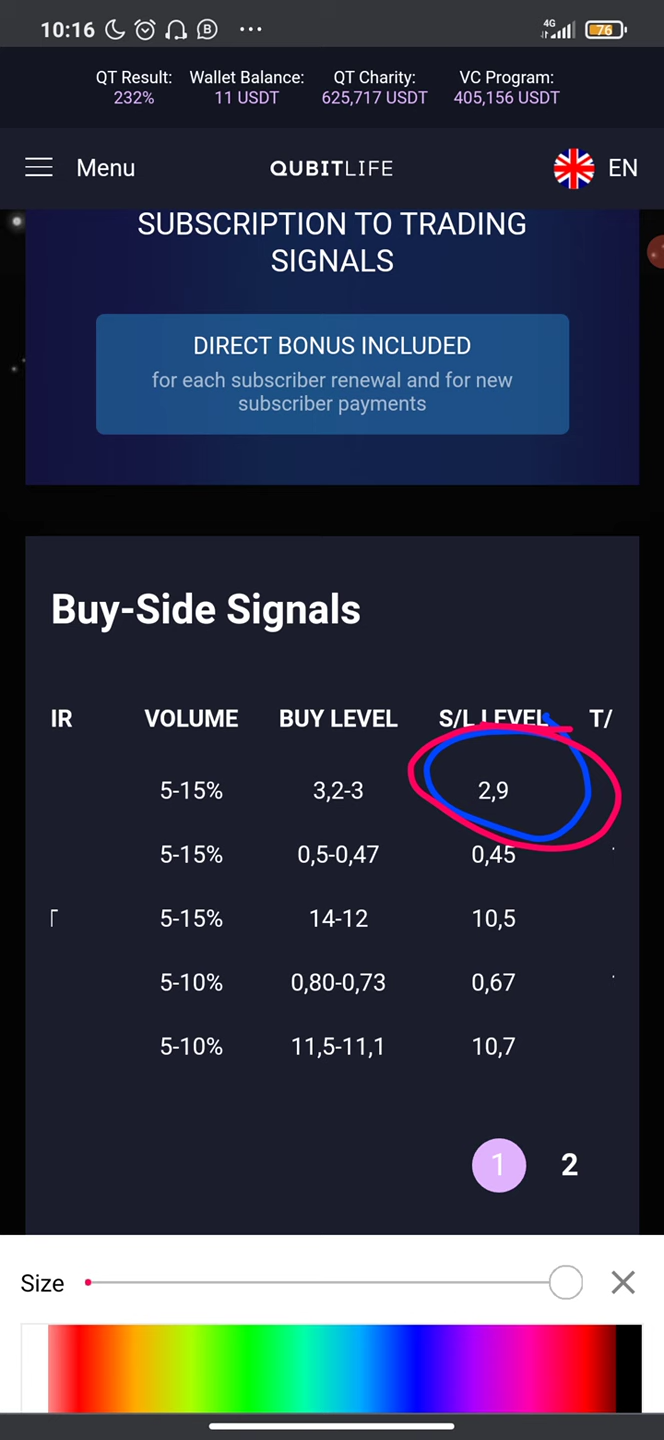 10:16 B ... 4G 76
QT Result: Wallet Balance: QT Charity: VC Program:
232% 11 USDT 625,717 USDT 405,156 USDT
Menu QUBITLIFE EN
SUBSCRIPTION TO TRADING
SIGNALS
DIRECT BONUS INCLUDED
for each subscriber renewal and for new
subscriber payments
Buy-Side Signals
IR VOLUME BUY LEVEL S/L LEVEL T/
5-15% 3,2-3 2,9
5-15% 0,5-0,47 0,45
5-15% 14-12 10,5
5-10% 0,80-0,73 0,67
5-10% 11,5-11,1 10,7
1 2
Size